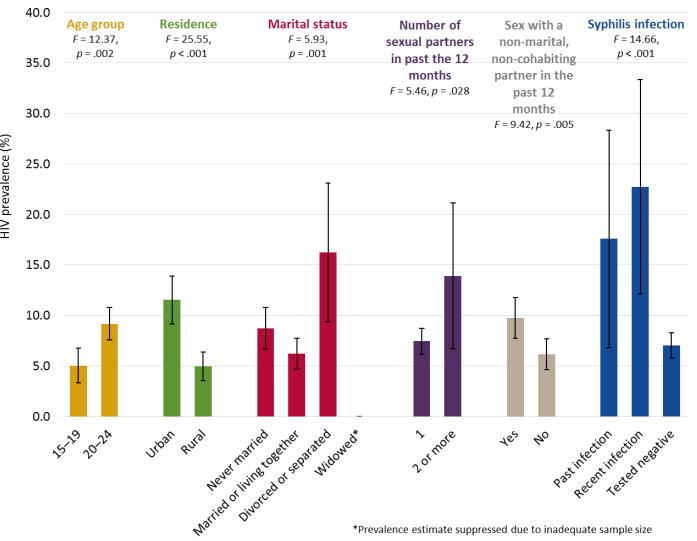 40.0
35.0
30.0
25.0
20.0
15.0
10.0
5.0
0.0
HIV prevalence (%)
Age group
F = 12.37,
p = .002
Residence
F = 25.55,
p < .001
Marital status
F = 5.93,
p = .001
Number of
sexual partners
in past the 12
months
F = 5.46, p = .028
Sex with a
non-marital,
non-cohabiting
partner in the
past 12
months
F = 9.42, p = .005
Syphilis infection
F = 14.66,
p < .001
15–19
20–24
Urban
Rural
Never married
Married or living together
Divorced or separated
Widowed*
1
2 or more
Yes
No
Past infection
Recent infection
Tested negative
*Prevalence estimate suppressed due to inadequate sample size